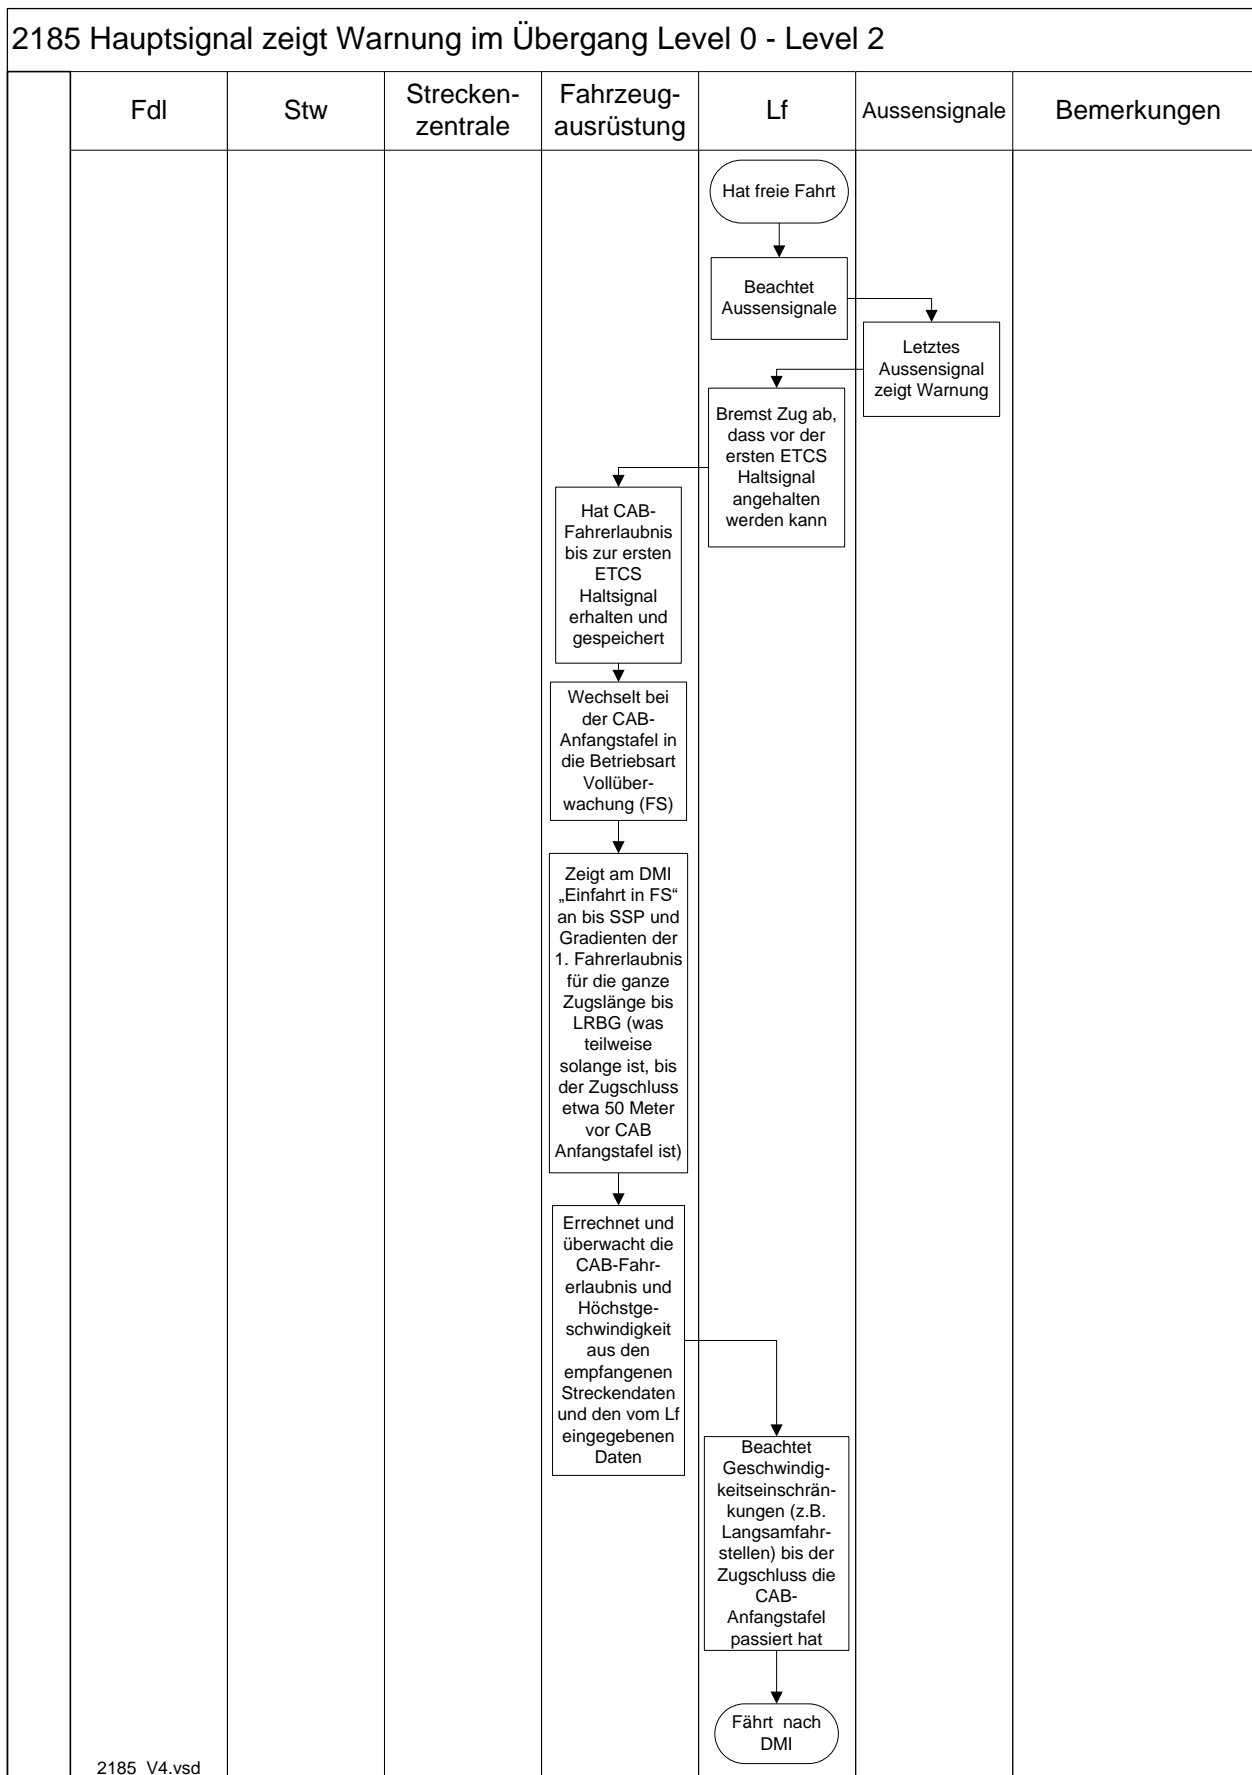 2185 Hauptsignal zeigt Warnung im Übergang Level 0 - Level 2
Fdl
Stw
Strecken-
zentrale
Fahrzeug-
ausrüstung
Lf
Aussensignale
Bemerkungen
Hat freie Fahrt
Beachtet
Aussensignale
Letztes
Aussensignal
zeigt Warnung
Bremst Zug ab,
dass vor der
ersten ETCS
Haltsignal
angehalten
werden kann
Hat CAB-
Fahrerlaubnis
bis zur ersten
ETCS
Haltsignal
erhalten und
gespeichert
Wechselt bei
der CAB-
Anfangstafel in
die Betriebsart
Vollüber-
wachung (FS)
Zeigt am DMI
„Einfahrt in FS“
an bis SSP und
Gradienten der
1. Fahrerlaubnis
für die ganze
Zugslänge bis
LRBG (was
teilweise
solange ist, bis
der Zugschluss
etwa 50 Meter
vor CAB
Anfangstafel ist)
Errechnet und
überwacht die
CAB-Fahr-
erlaubnis und
Höchstge-
schwindigkeit
aus den
empfangenen
Streckendaten
und den vom Lf
eingegebenen
Daten
Beachtet
Geschwindig-
keitseinschrän-
kungen (z.B.
Langsamfahr-
stellen) bis der
Zugschluss die
CAB-
Anfangstafel
passiert hat
Fährt nach
DMI
2185_V4.vsd